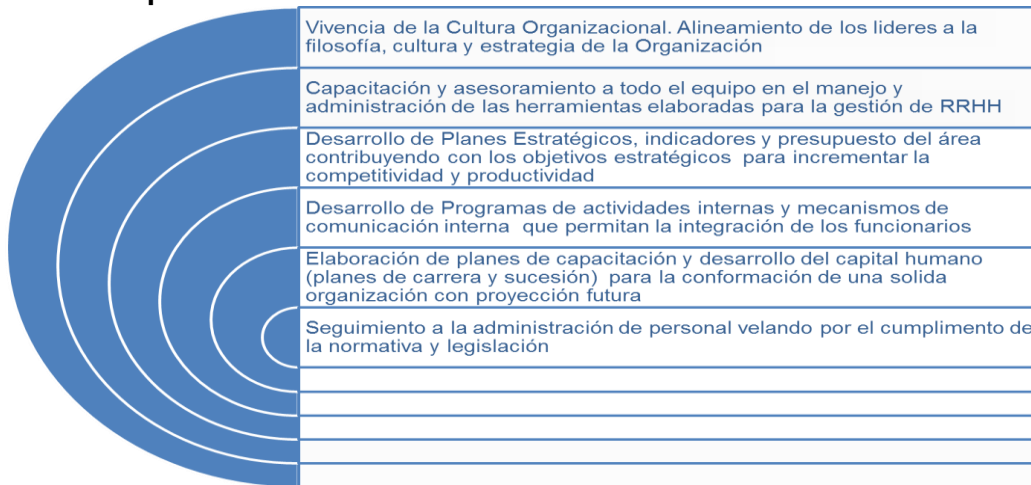 Vivencia de la Cultura Organizacional. Alineamiento de los lideres a la
filosofía, cultura y estrategia de la Organización
Capacitación y asesoramiento a todo el equipo en el manejo y
administración de las herramientas elaboradas para la gestión de RRHH
Desarrollo de Planes Estratégicos, indicadores y presupuesto del área
contribuyendo con los objetivos estratégicos para incrementar la
competitividad y productividad
Desarrollo de Programas de actividades internas y mecanismos de
comunicación interna que permitan la integración de los funcionarios
Elaboración de planes de capacitación y desarrollo del capital humano
(planes de carrera y sucesión) para la conformación de una solida
organización con proyección futura
Seguimiento a la administración de personal velando por el cumplimento de
la normativa y legislación